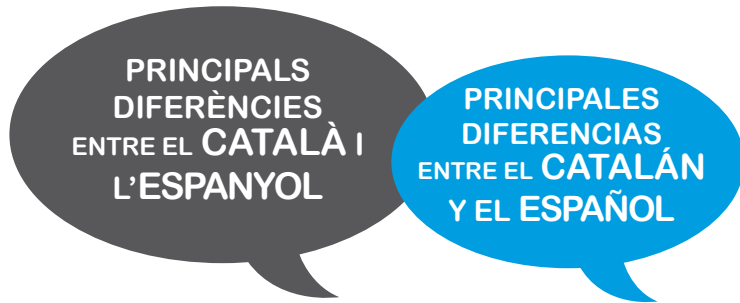 PRINCIPALS
DIFERÈNCIES
ENTRE EL CATALÀ I
L'ESPANYOL
PRINCIPALES
DIFERENCIAS
ENTRE EL CATALÁN
Y EL ESPAÑOL